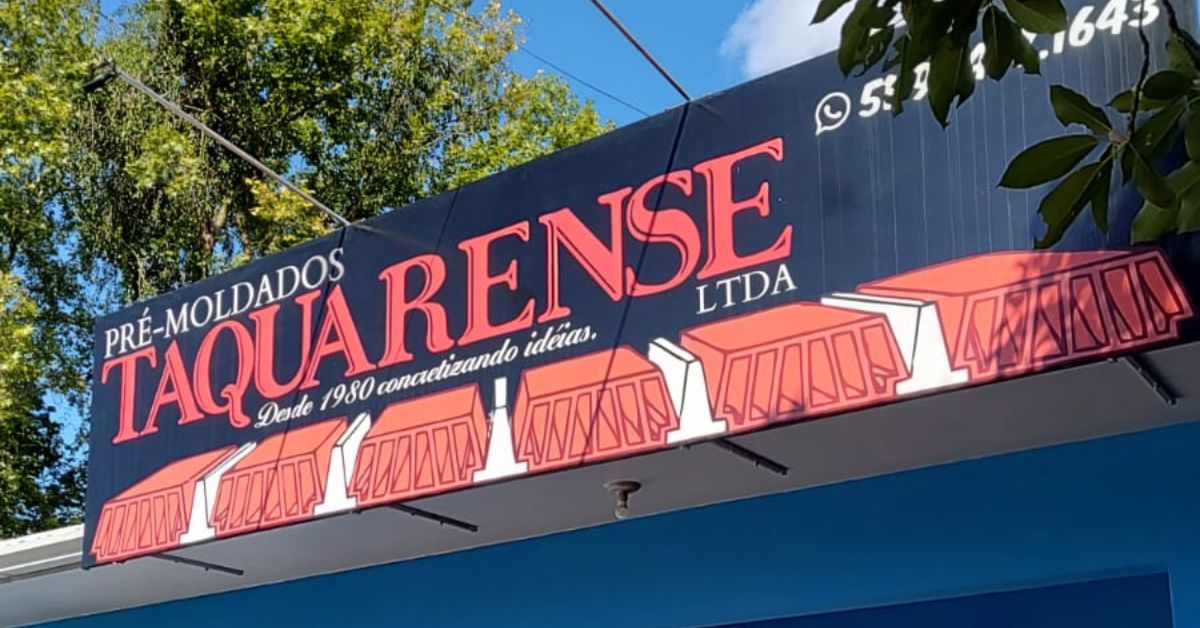 PRÉ-MOLDADOS
TAQUARENSE
LTDA
Desde 1980 concretizando idéias.